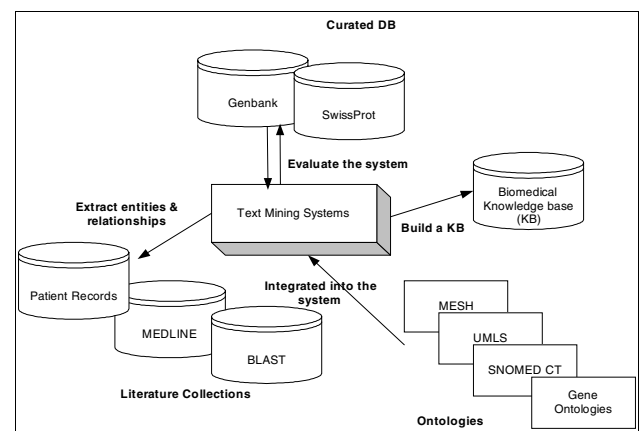 Curated DB
Genbank
SwissProt
Evaluate the system
Extract entities &
relationships
Text Mining Systems
Build a KB
Biomedical
Knowledge base
(KB)
Patient Records
MEDLINE
BLAST
Literature Collections
Integrated into the
system
MESH
UMLS
SNOMED CT
Gene
Ontologies
Ontologies